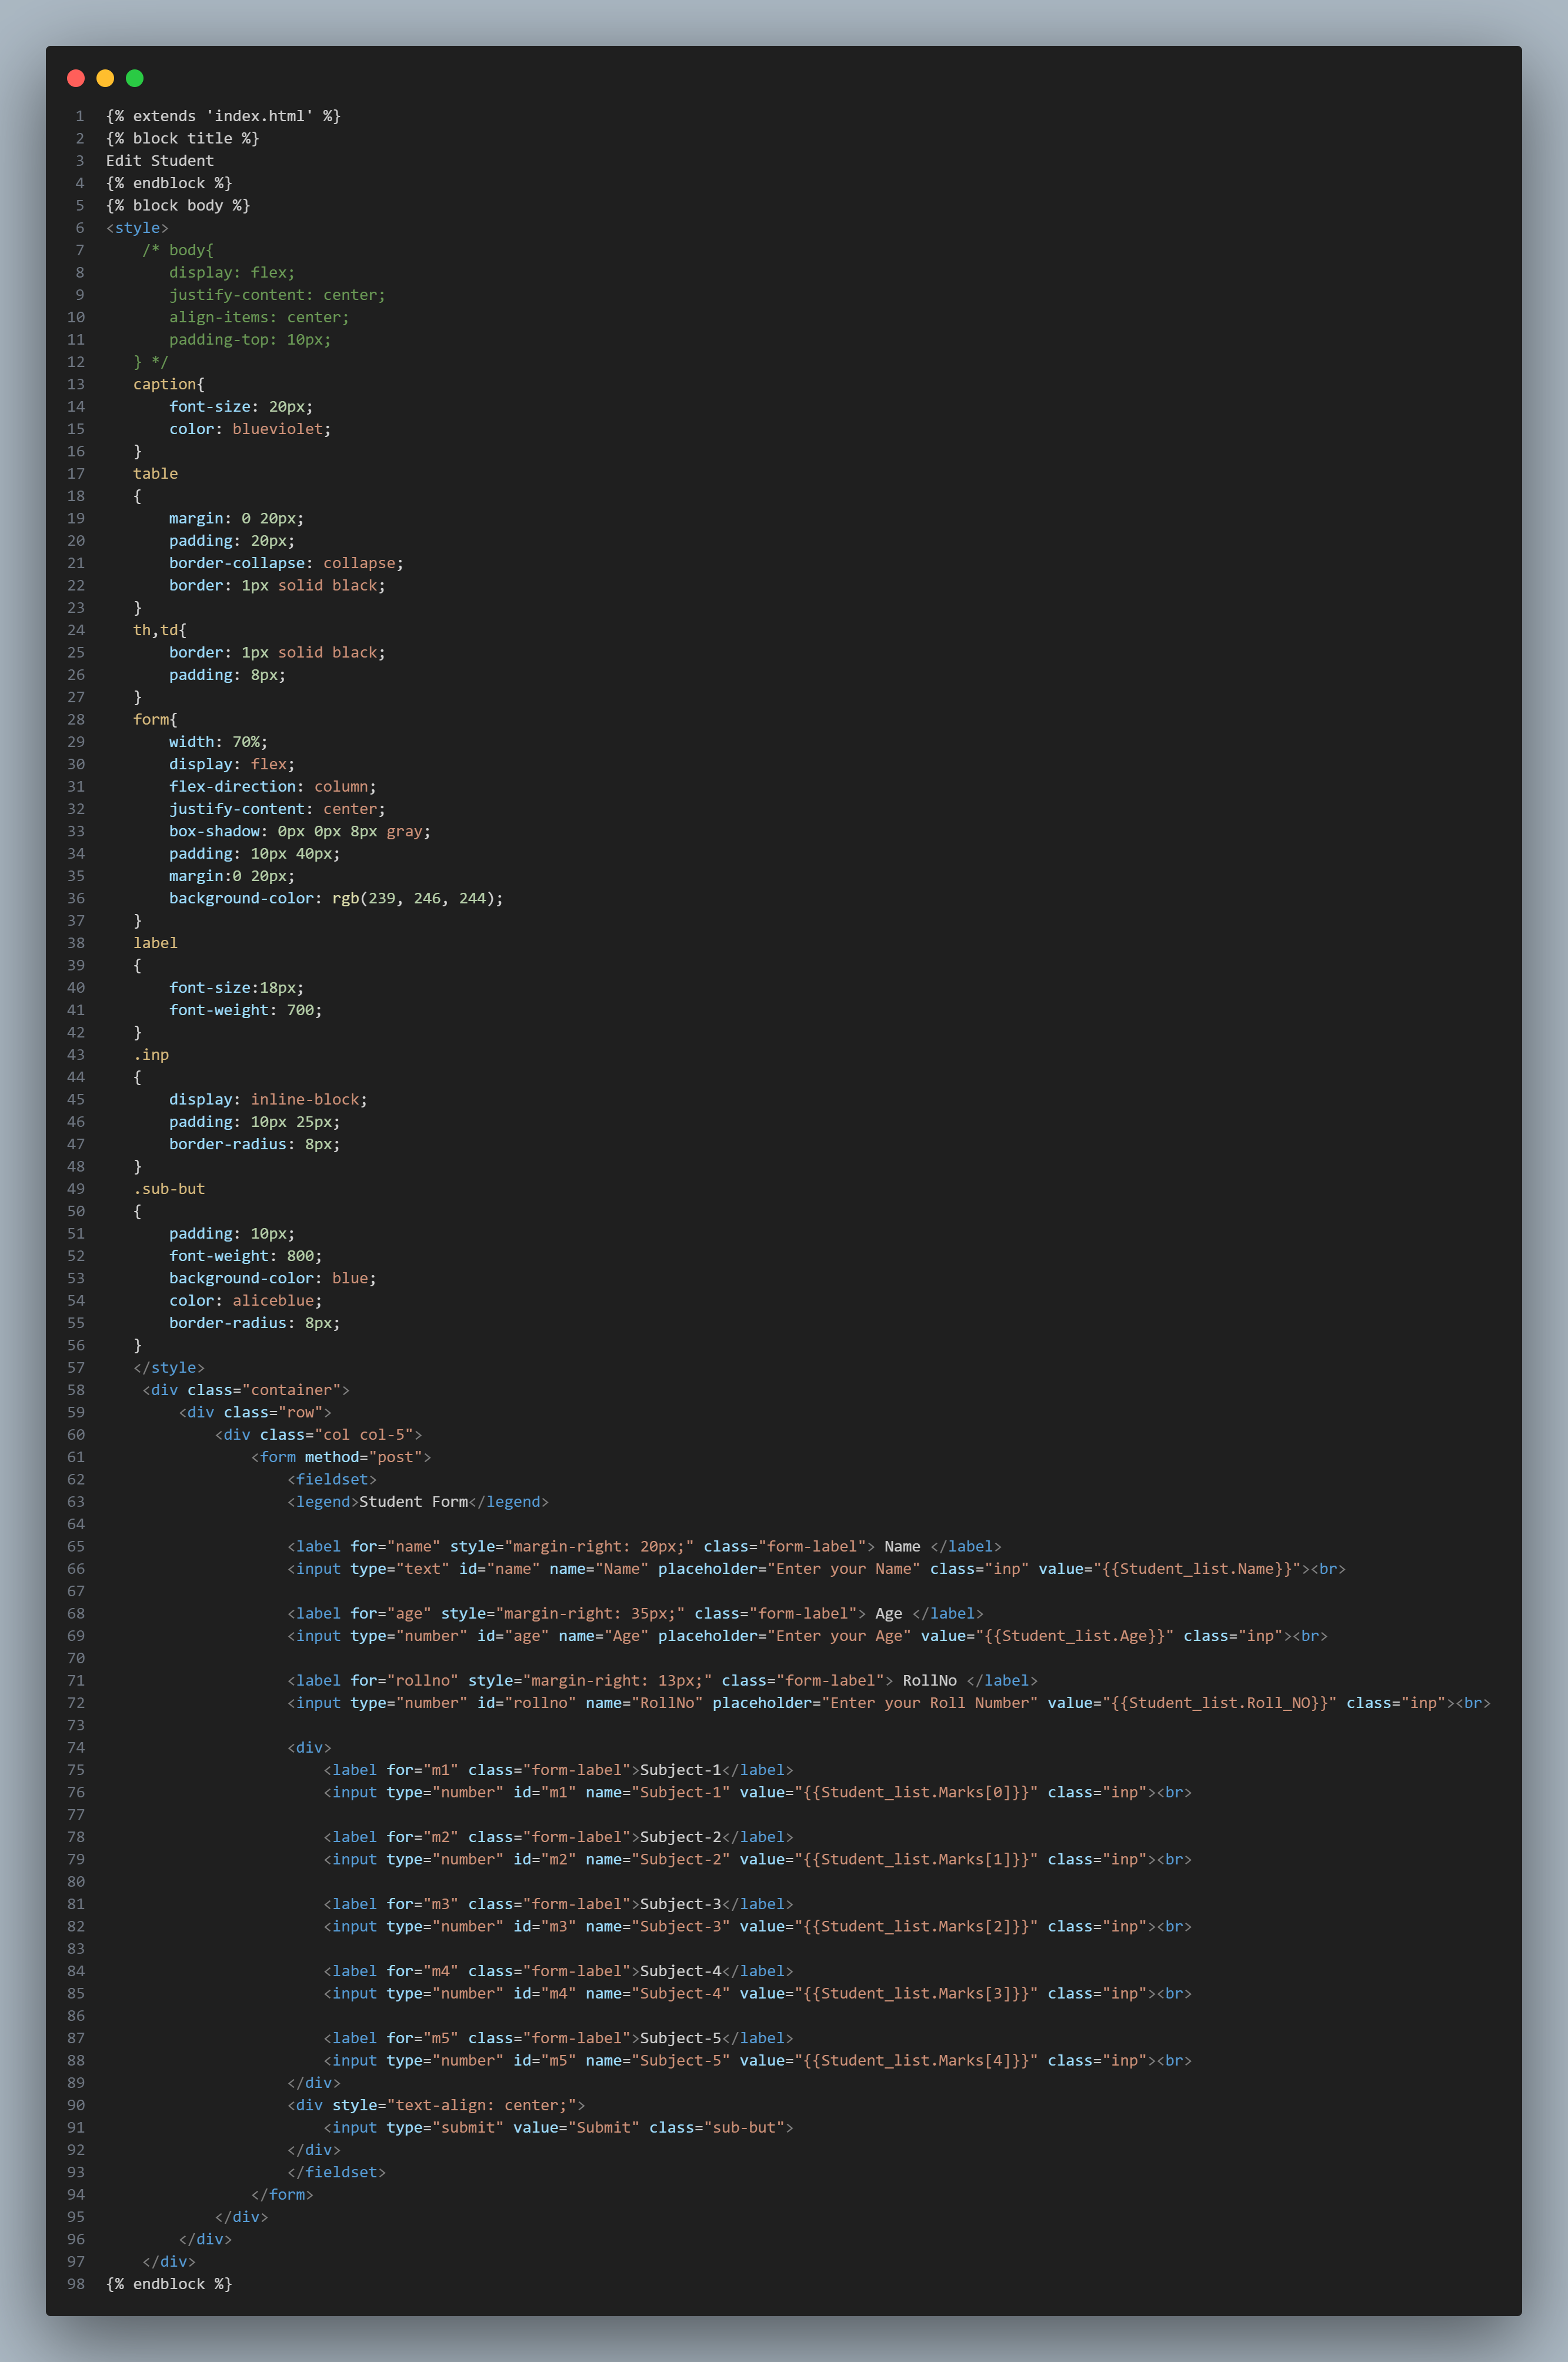 1 {% extends 'index.html' %}
2 {% block title %}
3 Edit Student
4 {% endblock %}
5 {% block body %}
6 <style>
7     /* body{
8        display: flex;
9        justify-content: center;
10        align-items: center;
11        padding-top: 10px;
12    } */
13    caption{
14        font-size: 20px;
15        color: blueviolet;
16    }
17    table
18    {
19        margin: 0 20px;
20        padding: 20px;
21        border-collapse: collapse;
22        border: 1px solid black;
23    }
24    th,td{
25        border: 1px solid black;
26        padding: 8px;
27    }
28    form{
29        width: 70%;
30        display: flex;
31        flex-direction: column;
32        justify-content: center;
33        box-shadow: 0px 0px 8px gray;
34        padding: 10px 40px;
35        margin:0 20px;
36        background-color: rgb(239, 246, 244);
37    }
38    label
39    {
40        font-size:18px;
41        font-weight: 700;
42    }
43    .inp
44    {
45        display: inline-block;
46        padding: 10px 25px;
47        border-radius: 8px;
48    }
49    .sub-but
50    {
51        padding: 10px;
52        font-weight: 800;
53        background-color: blue;
54        color: aliceblue;
55        border-radius: 8px;
56    }
57    </style>
58     <div class="container">
59         <div class="row">
60             <div class="col col-5">
61                 <form method="post">
62                     <fieldset>
63                     <legend>Student Form</legend>
64
65                     <label for="name" style="margin-right: 20px;" class="form-label"> Name </label>
66                     <input type="text" id="name" name="Name" placeholder="Enter your Name" class="inp" value="{{Student_list.Name}}"><br>
67
68                     <label for="age" style="margin-right: 35px;" class="form-label"> Age </label>
69                     <input type="number" id="age" name="Age" placeholder="Enter your Age" value="{{Student_list.Age}}" class="inp"><br>
70
71                     <label for="rollno" style="margin-right: 13px;" class="form-label"> RollNo </label>
72                     <input type="number" id="rollno" name="RollNo" placeholder="Enter your Roll Number" value="{{Student_list.Roll_NO}}" class="inp"><br>
73
74                     <div>
75                         <label for="m1" class="form-label">Subject-1</label>
76                         <input type="number" id="m1" name="Subject-1" value="{{Student_list.Marks[0]}}" class="inp"><br>
77
78                         <label for="m2" class="form-label">Subject-2</label>
79                         <input type="number" id="m2" name="Subject-2" value="{{Student_list.Marks[1]}}" class="inp"><br>
80
81                         <label for="m3" class="form-label">Subject-3</label>
82                         <input type="number" id="m3" name="Subject-3" value="{{Student_list.Marks[2]}}" class="inp"><br>
83
84                         <label for="m4" class="form-label">Subject-4</label>
85                         <input type="number" id="m4" name="Subject-4" value="{{Student_list.Marks[3]}}" class="inp"><br>
86
87                         <label for="m5" class="form-label">Subject-5</label>
88                         <input type="number" id="m5" name="Subject-5" value="{{Student_list.Marks[4]}}" class="inp"><br>
89                     </div>
90                     <div style="text-align: center;">
91                         <input type="submit" value="Submit" class="sub-but">
92                     </div>
93                     </fieldset>
94                 </form>
95             </div>
96         </div>
97     </div>
98 {% endblock %}